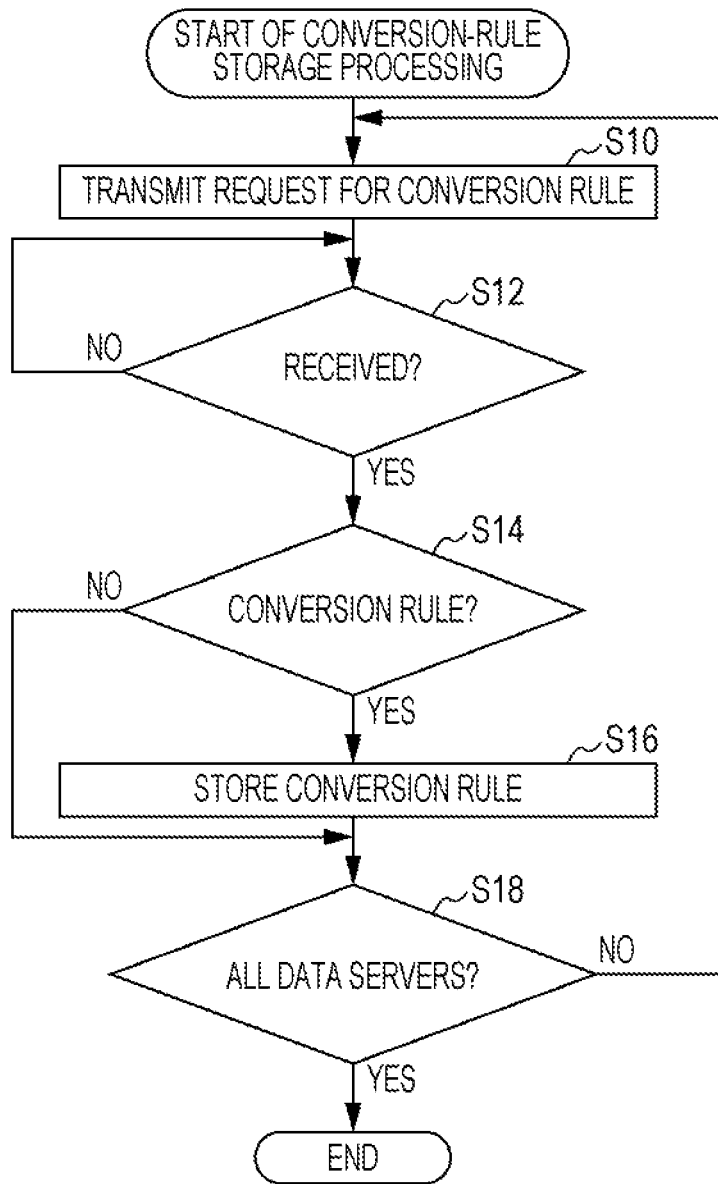 START OF CONVERSION-RULE
STORAGE PROCESSING
S10
TRANSMIT REQUEST FOR CONVERSION RULE
S12
NO
RECEIVED?
YES
S14
NO
CONVERSION RULE?
YES
S16
STORE CONVERSION RULE
S18
NO
ALL DATA SERVERS?
YES
END